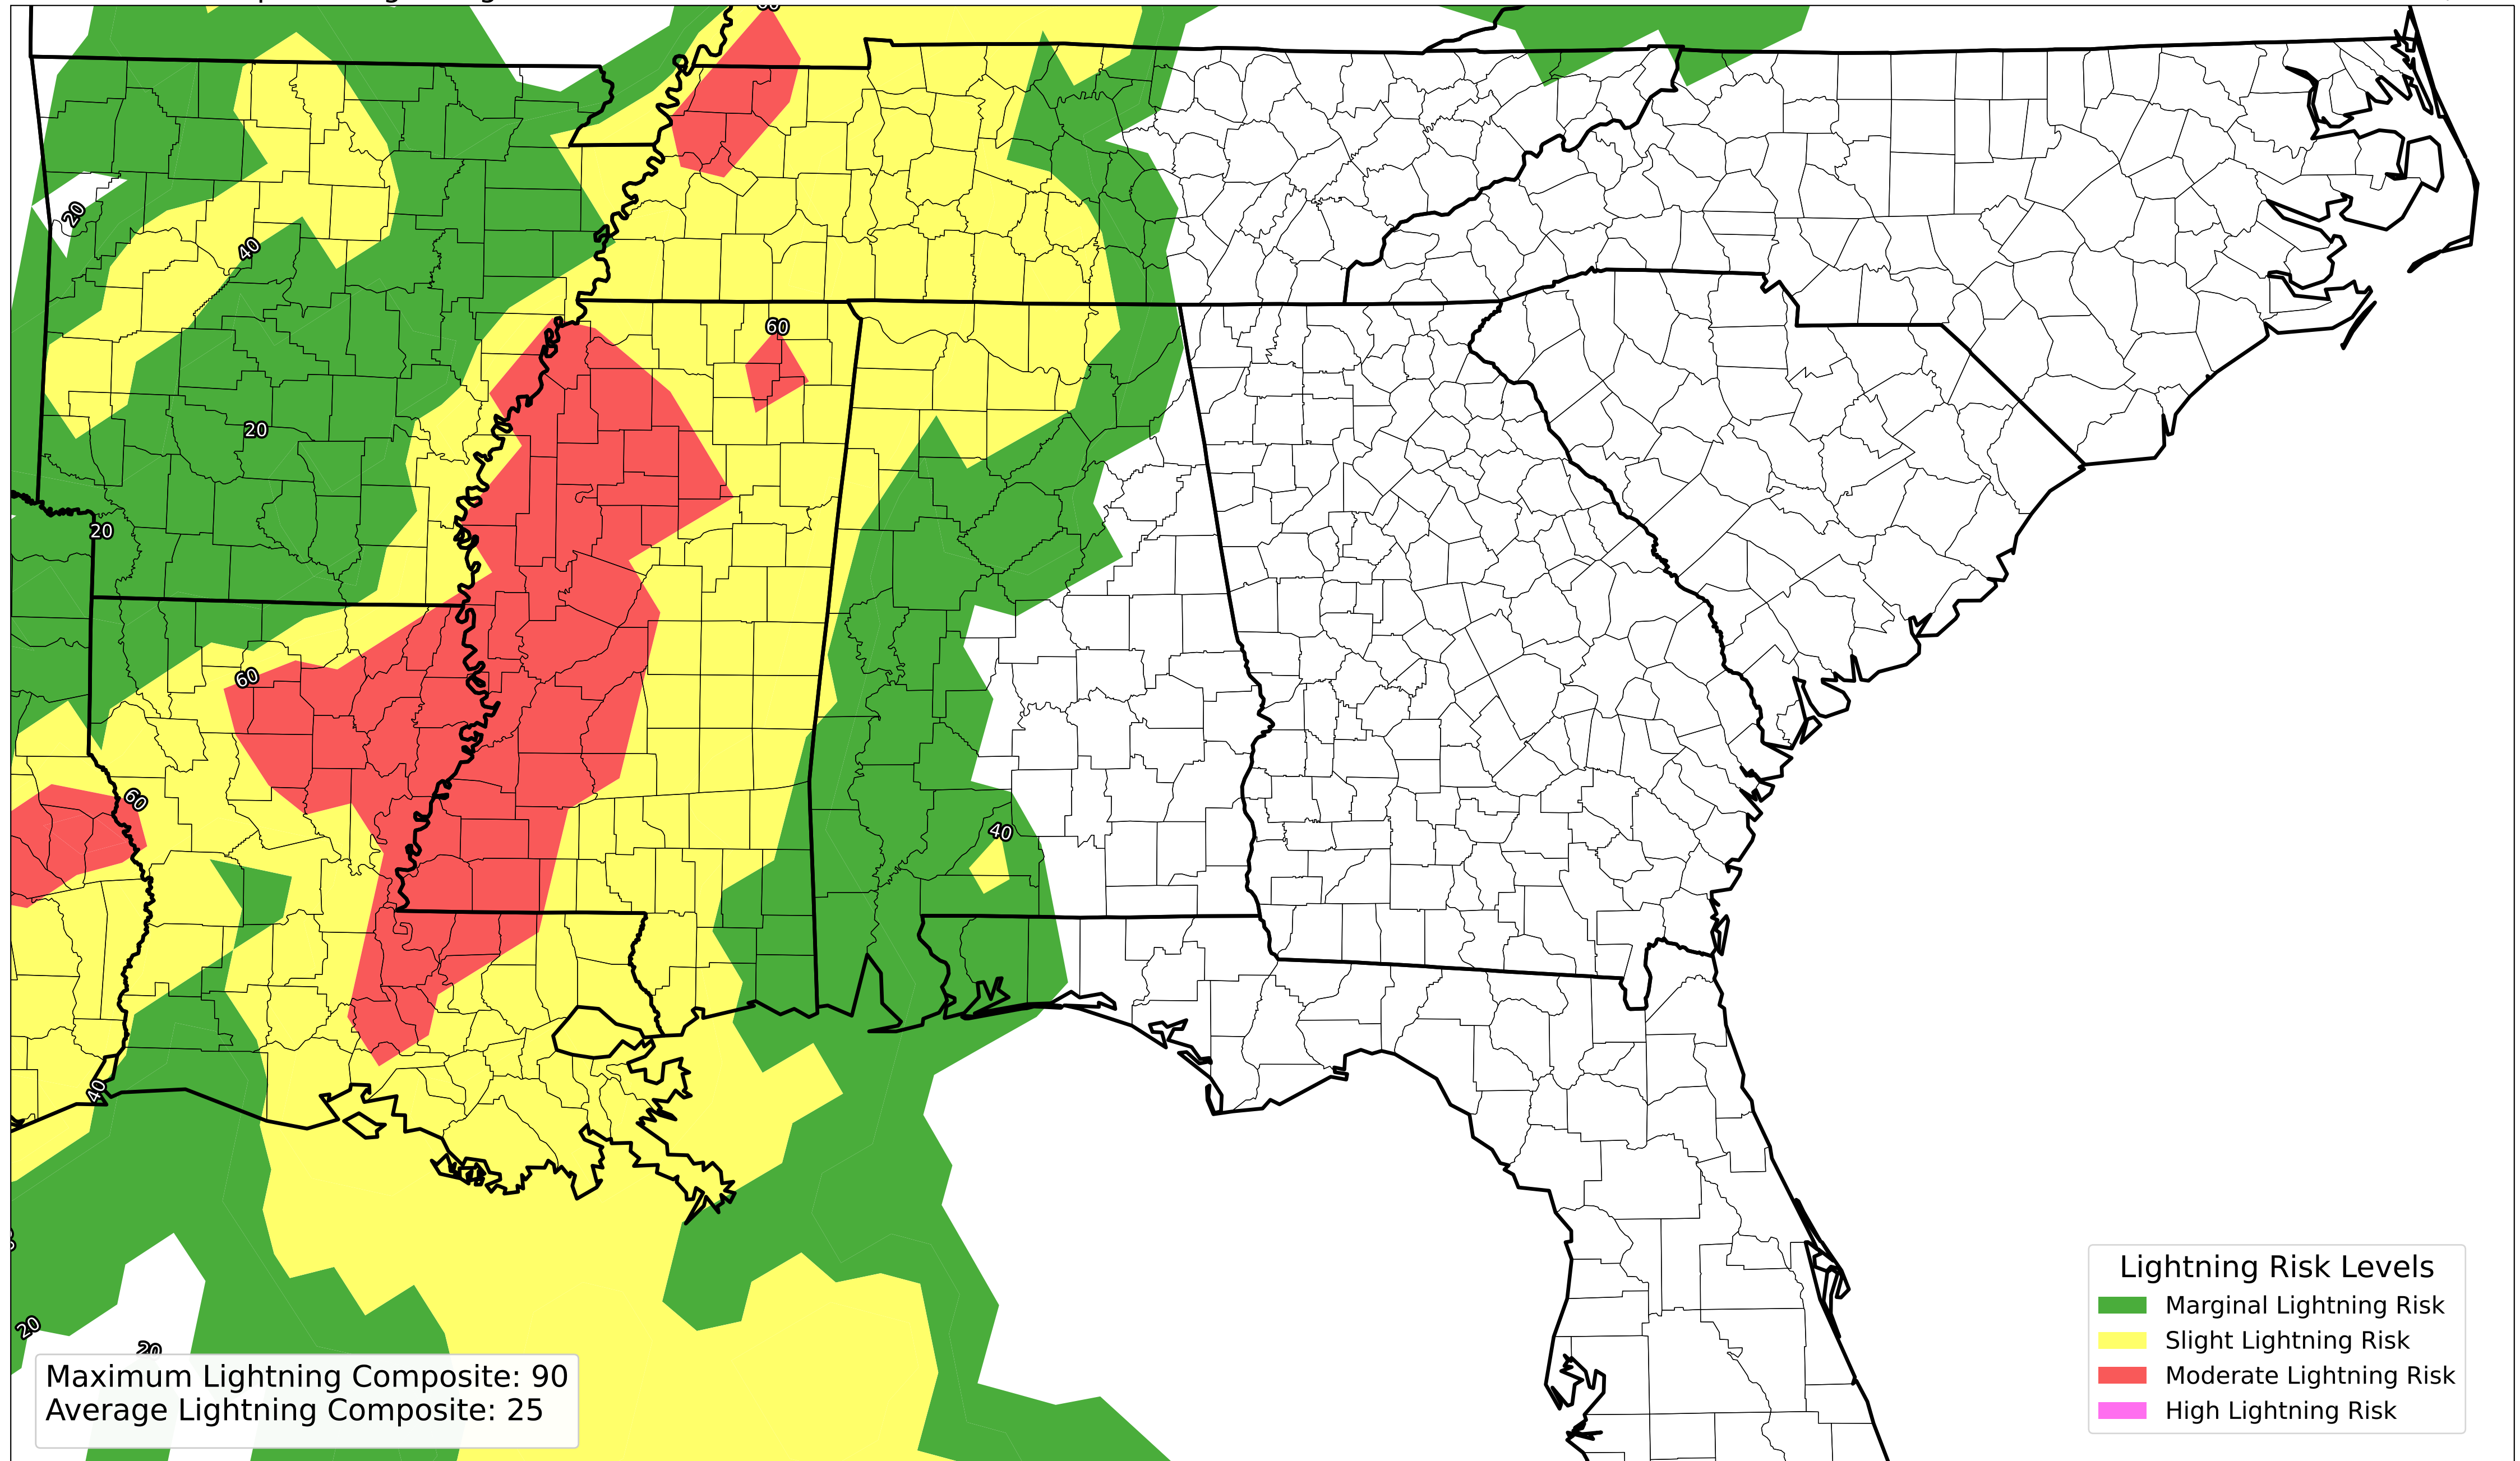 60
20
40
60
20
20
60
60
40
40
20
20
Maximum Lightning Composite: 90
Average Lightning Composite: 25
Lightning Risk Levels
Marginal Lightning Risk
Slight Lightning Risk
Moderate Lightning Risk
High Lightning Risk